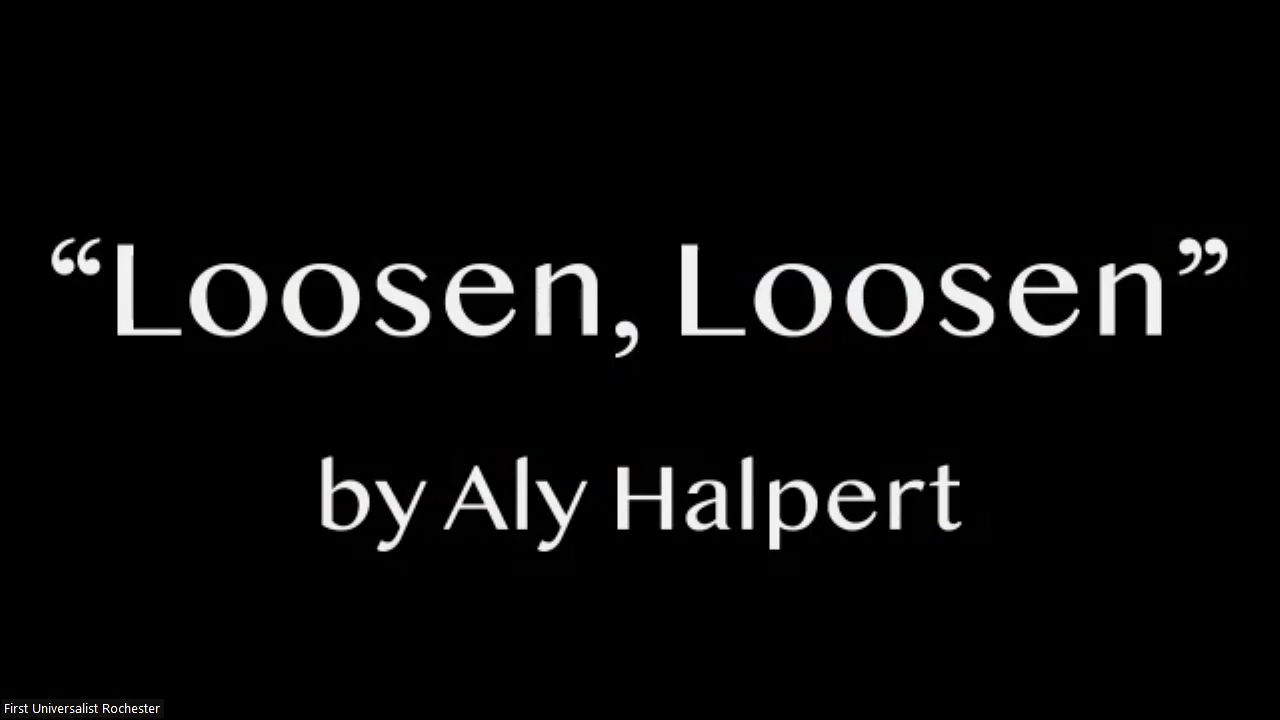 “Loosen, Loosen”
by Aly Halpert
First Universalist Rochester